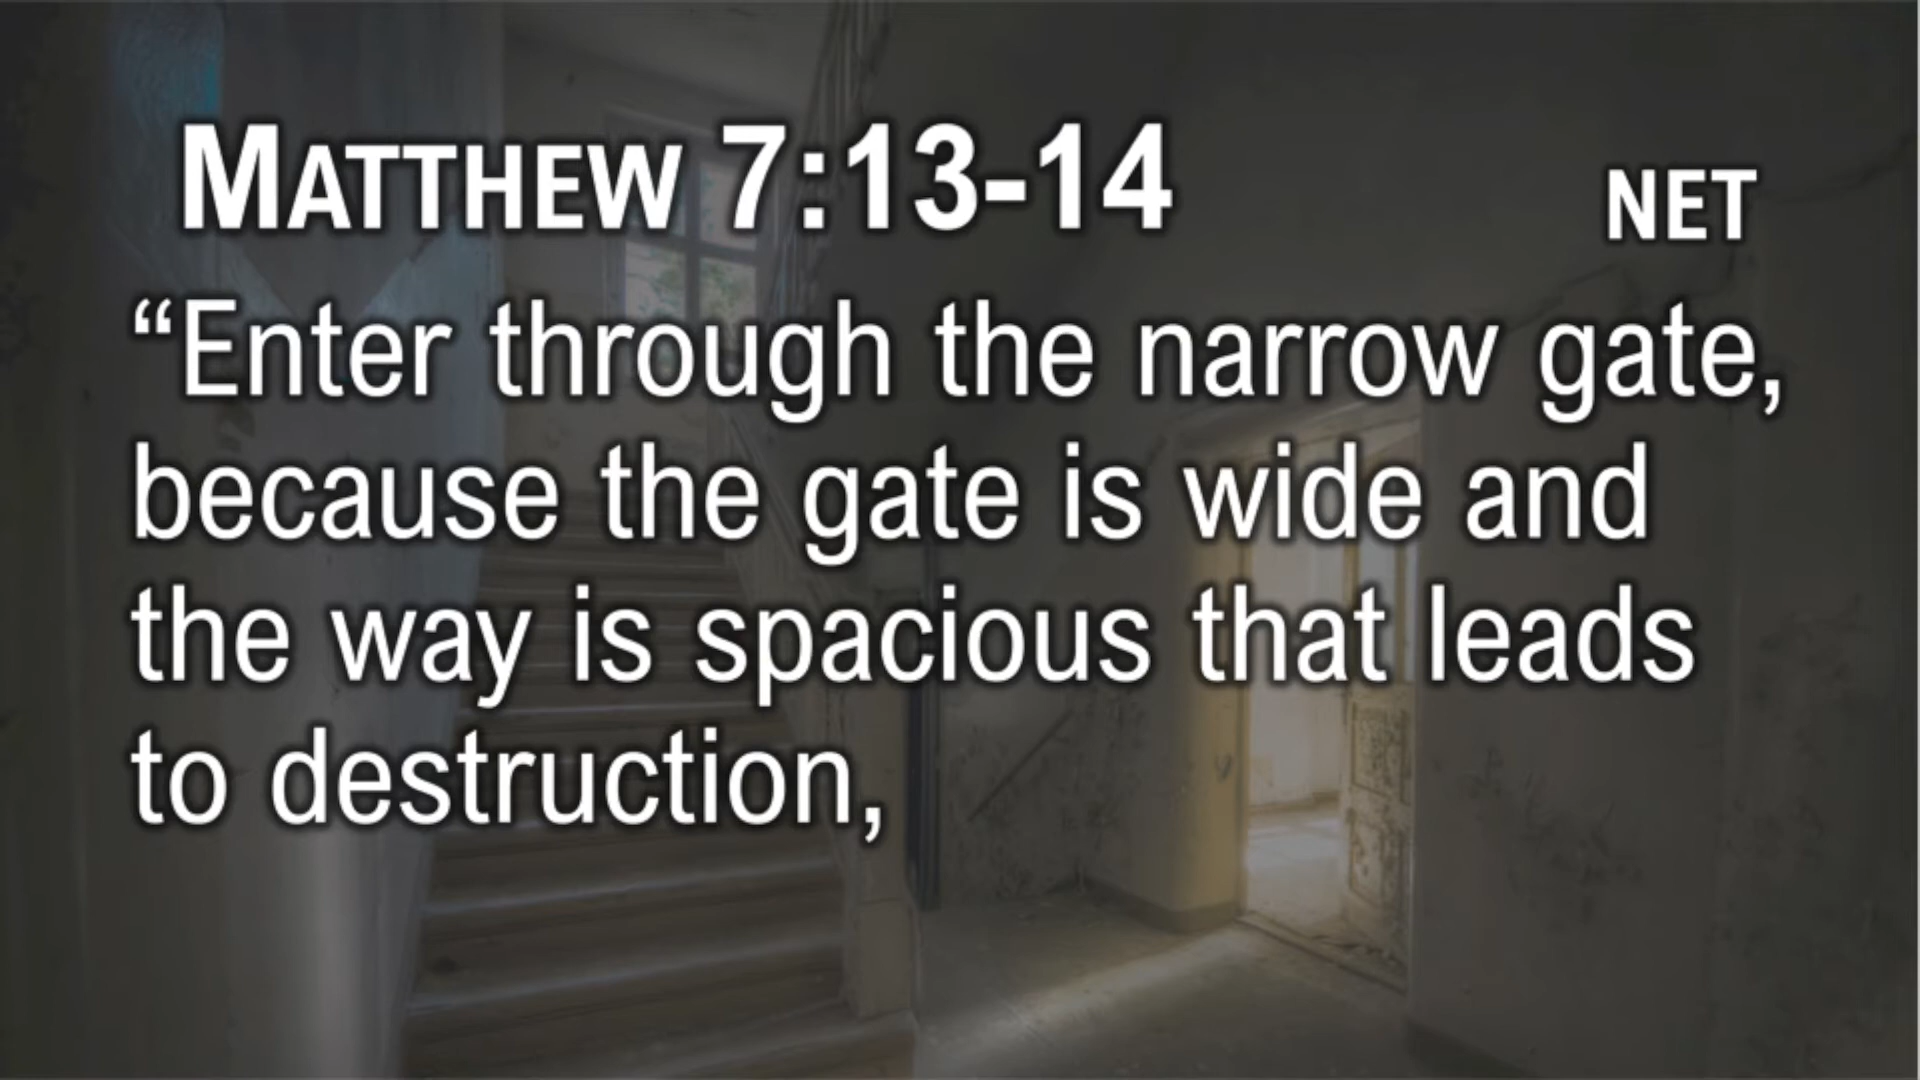 MATTHEW 7:13-14 NET
“Enter through the narrow gate,
because the gate is wide and
the way is spacious that leads
to destruction,